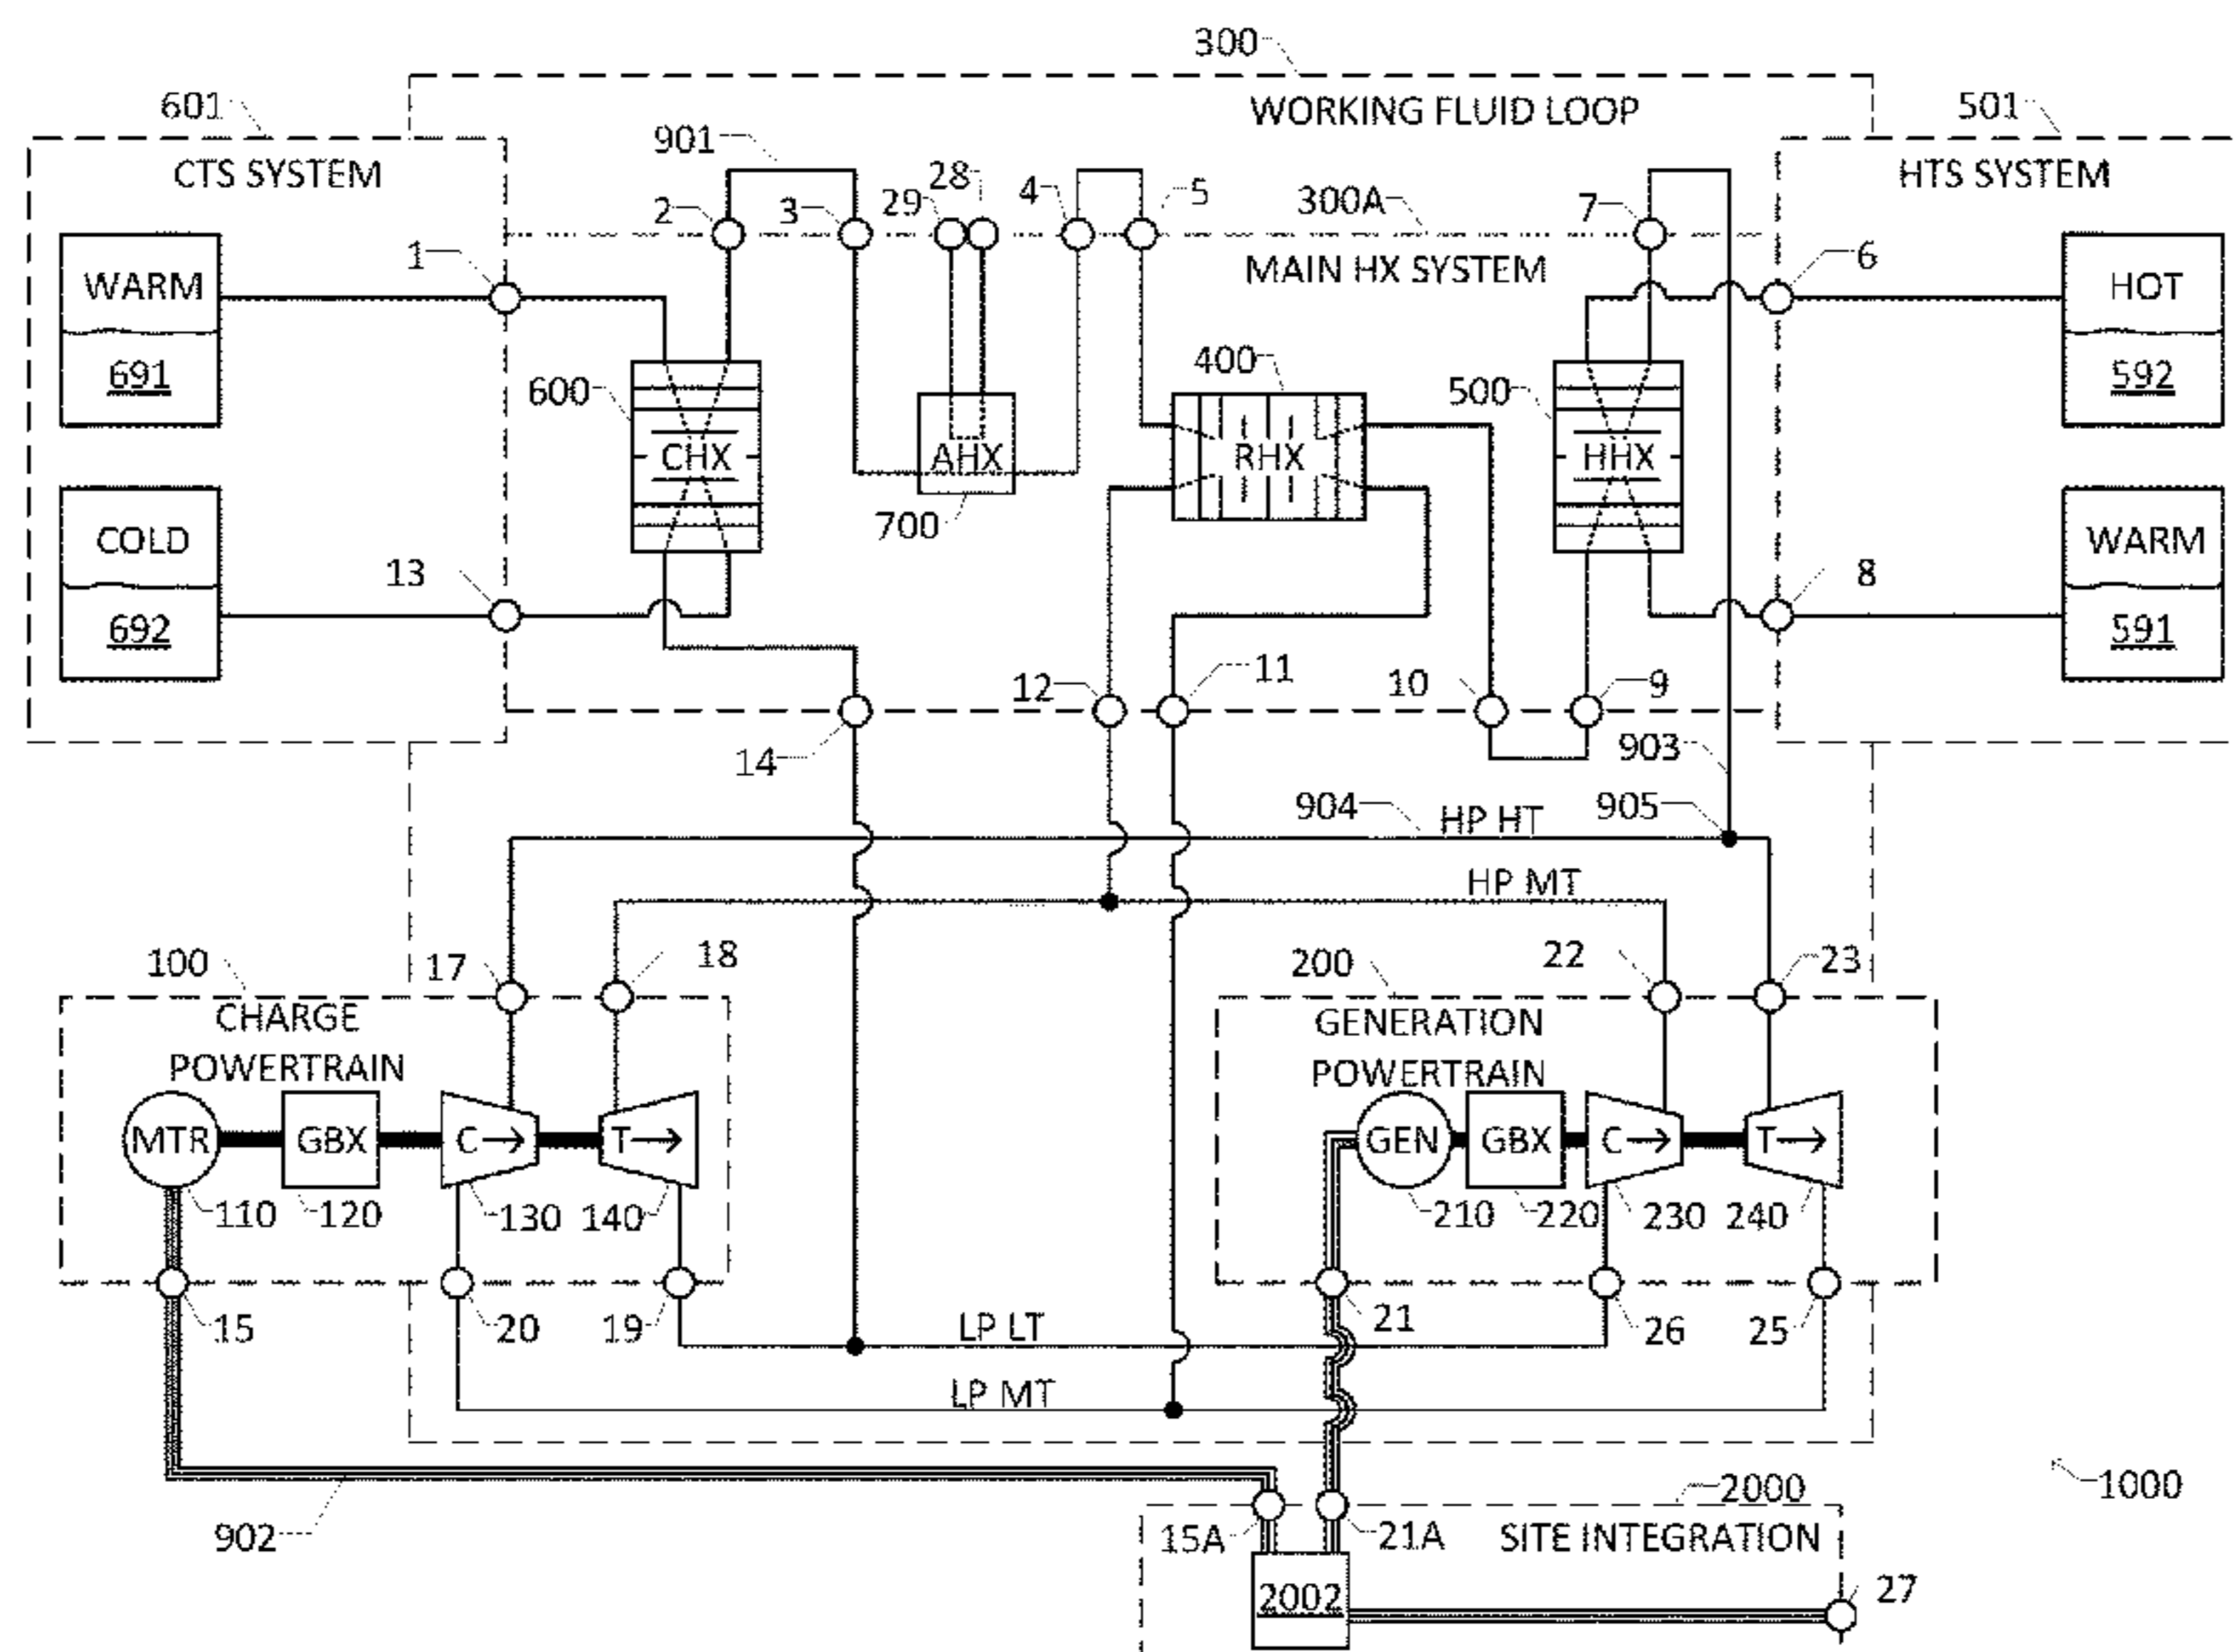 300
WORKING FLUID LOOP
601
501
CTS SYSTEM
901
HTS SYSTEM
28
2
3
29
4
5
300A
7
WARM
1
MAIN HX SYSTEM
6
HOT
691
600
CHX
AHX
400
RHX
500
HHX
592
700
COLD
WARM
13
8
692
591
12
11
10
9
14
903
904
HP HT
905
HP MT
100
17
18
200
22
23
CHARGE
POWERTRAIN
GENERATION
POWERTRAIN
MTR
GBX
C→
T→
GEN
GBX
C→
T→
110
120
130
140
210
220
230
240
15
20
19
LP LT
21
26
25
LP MT
2000
1000
902
15A
21A
SITE INTEGRATION
2002
27